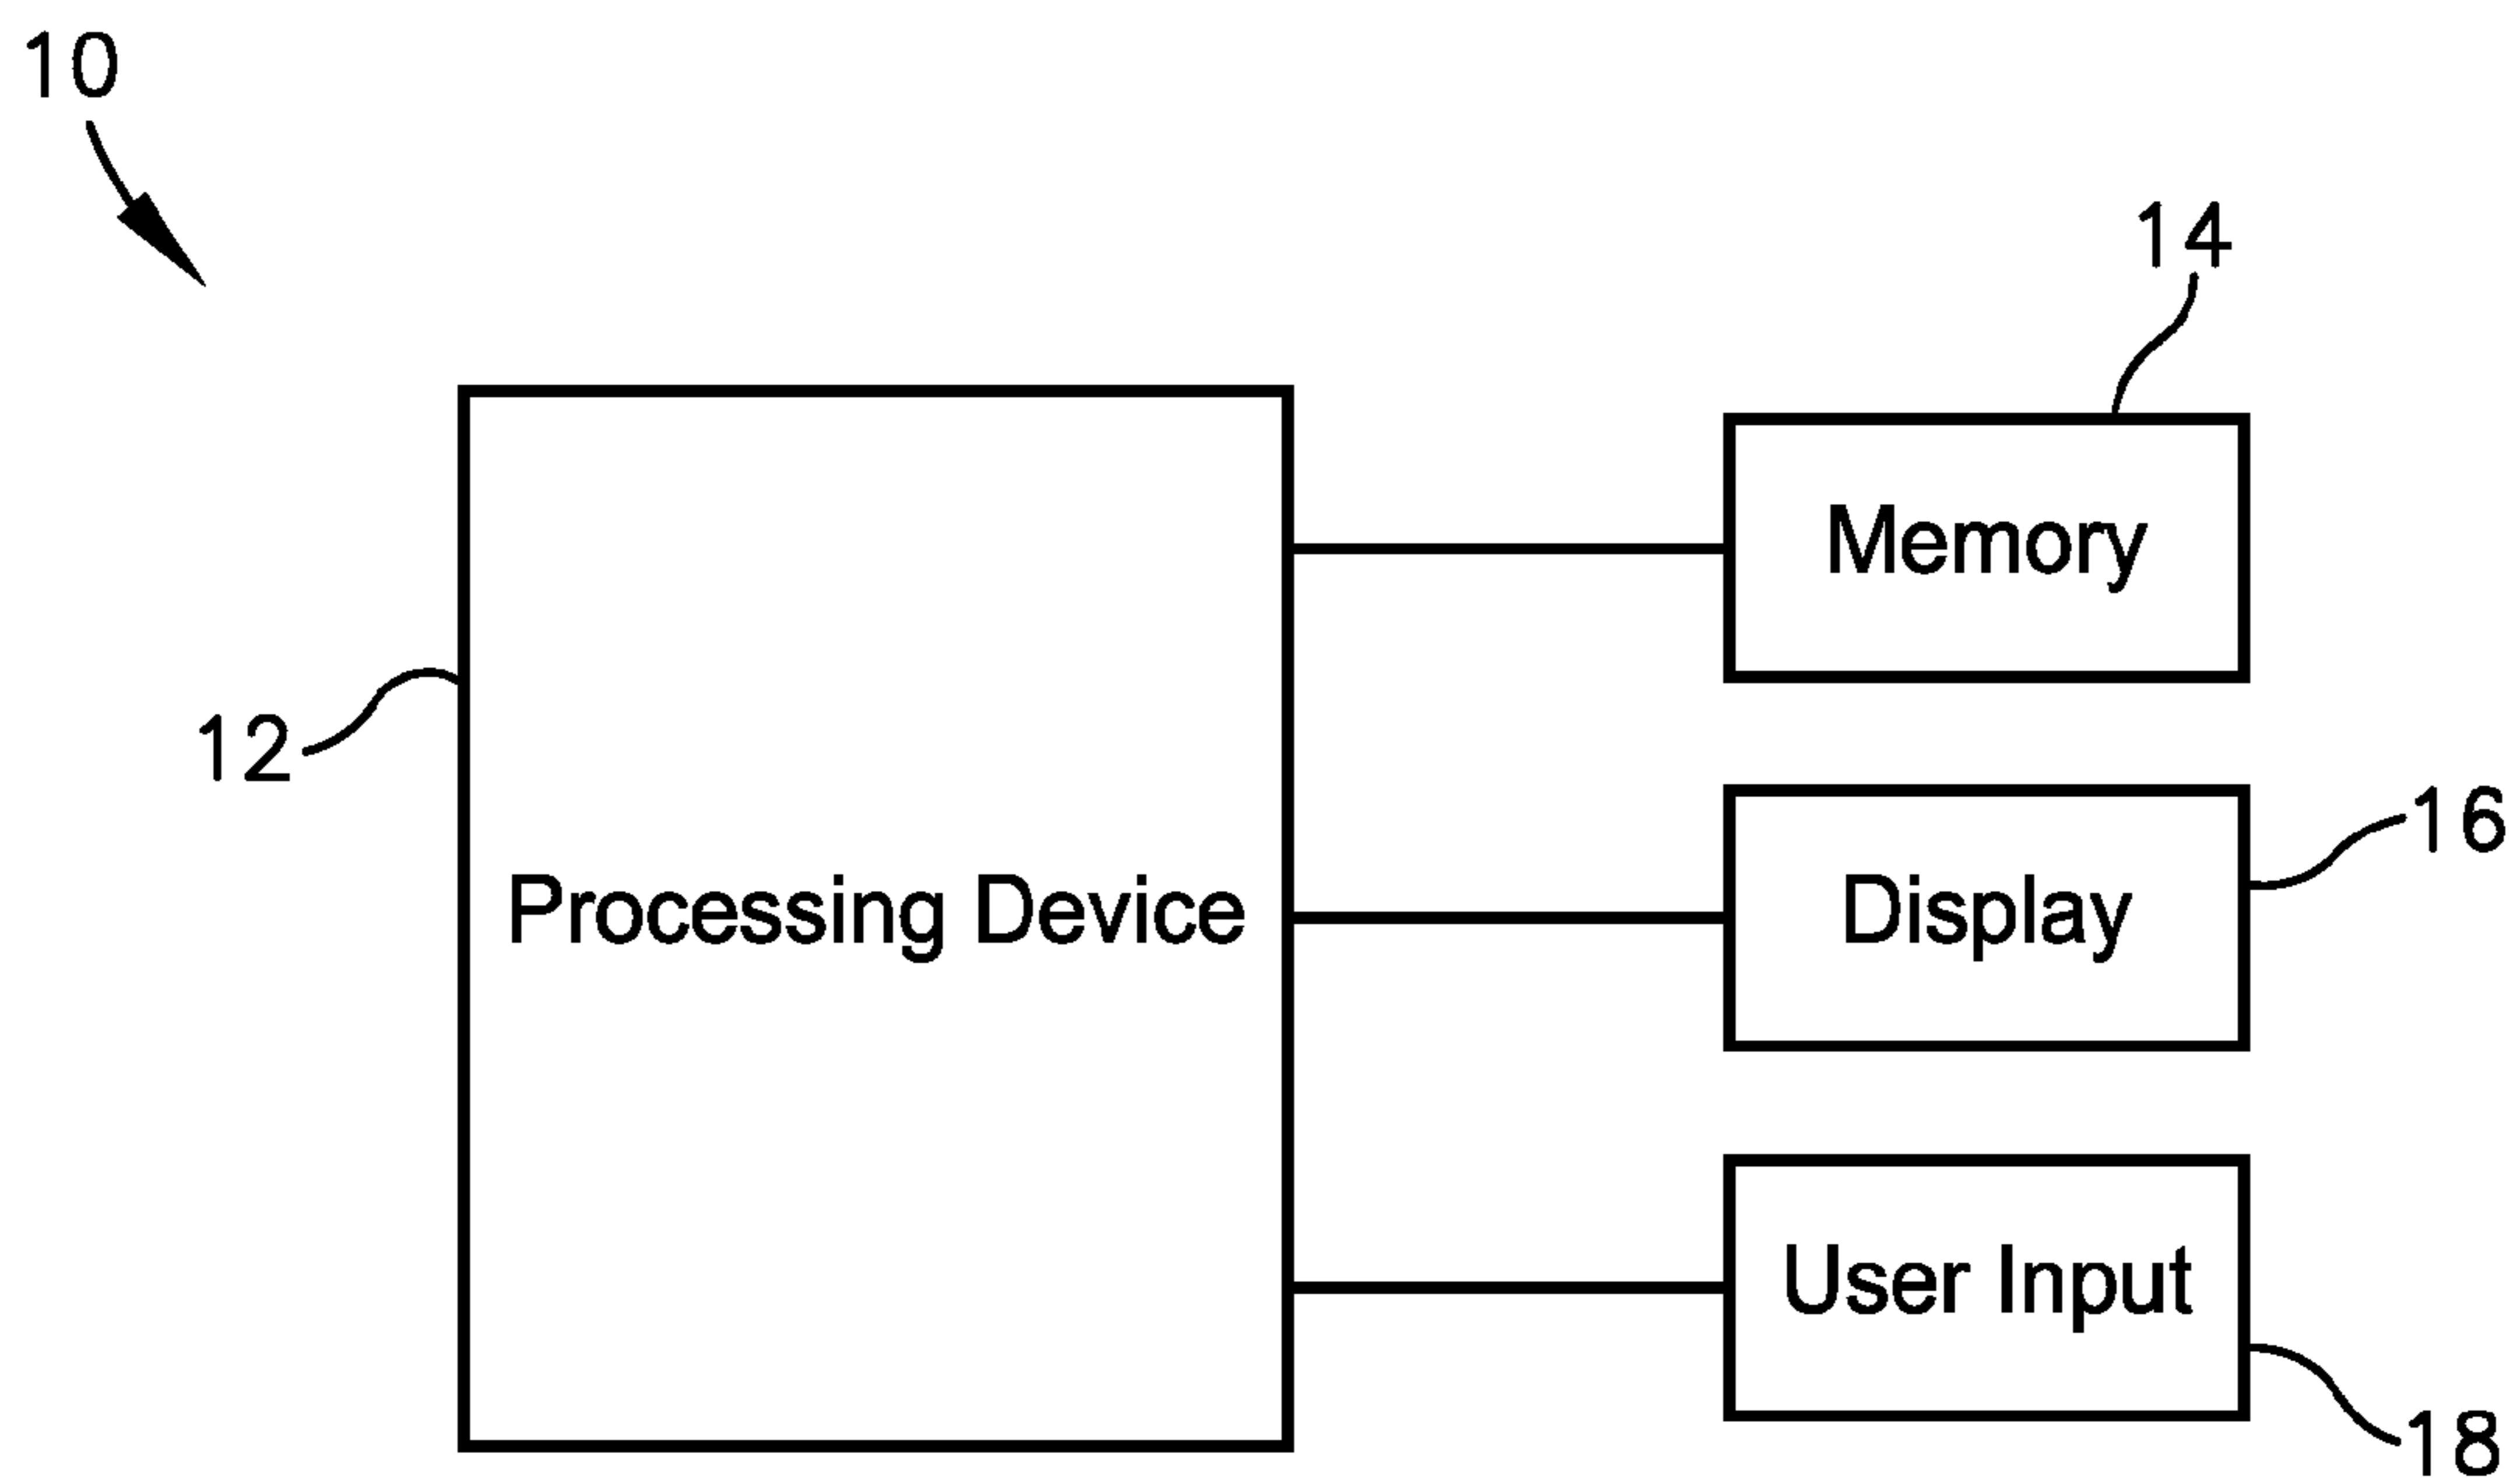 10
14
Memory
12
16
Processing Device
Display
User Input
18